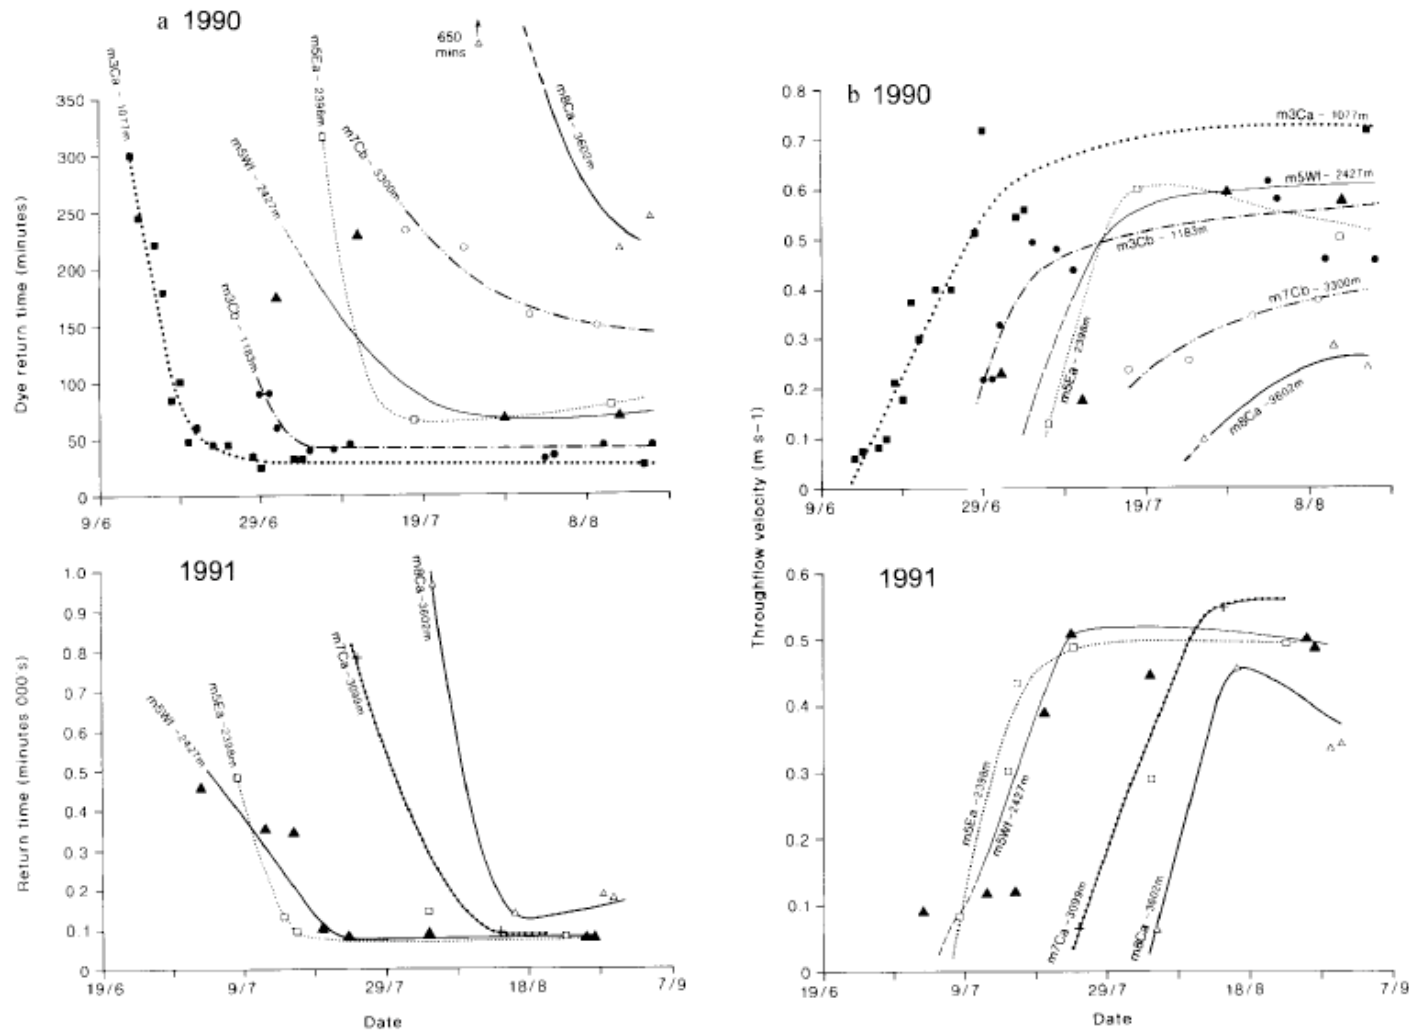 a 1990
650
mins
m3Ca - 1077m
m5Ea - 2398m
m8Ca - 3602m
m7Cb - 3300m
m5Wf - 2427m
m3Cb - 1183m
Dye return time (minutes)
350
300
250
200
150
100
50
0
9/6
29/6
19/7
8/8
b 1990
m3Ca - 1077m
m5Wf - 2427m
m3Cb - 1183m
m5Ea - 2398m
m7Cb - 3300m
m8Ca - 3602m
Throughflow velocity (m s-1)
0.8
0.7
0.6
0.5
0.4
0.3
0.2
0.1
0
9/6
29/6
19/7
8/8
1991
m8Ca - 3602m
m7Ca - 3099m
m5Ea - 2398m
m5Wf - 2427m
Return time (minutes 000's)
1.0
0.9
0.8
0.7
0.6
0.5
0.4
0.3
0.2
0.1
0
19/6
9/7
29/7
18/8
7/9
Date
1991
m5Ea - 2398m
m5Wf - 2427m
m7Ca - 3099m
m8Ca - 3602m
0.6
0.5
0.4
0.3
0.2
0.1
0
19/6
9/7
29/7
18/8
7/9
Date